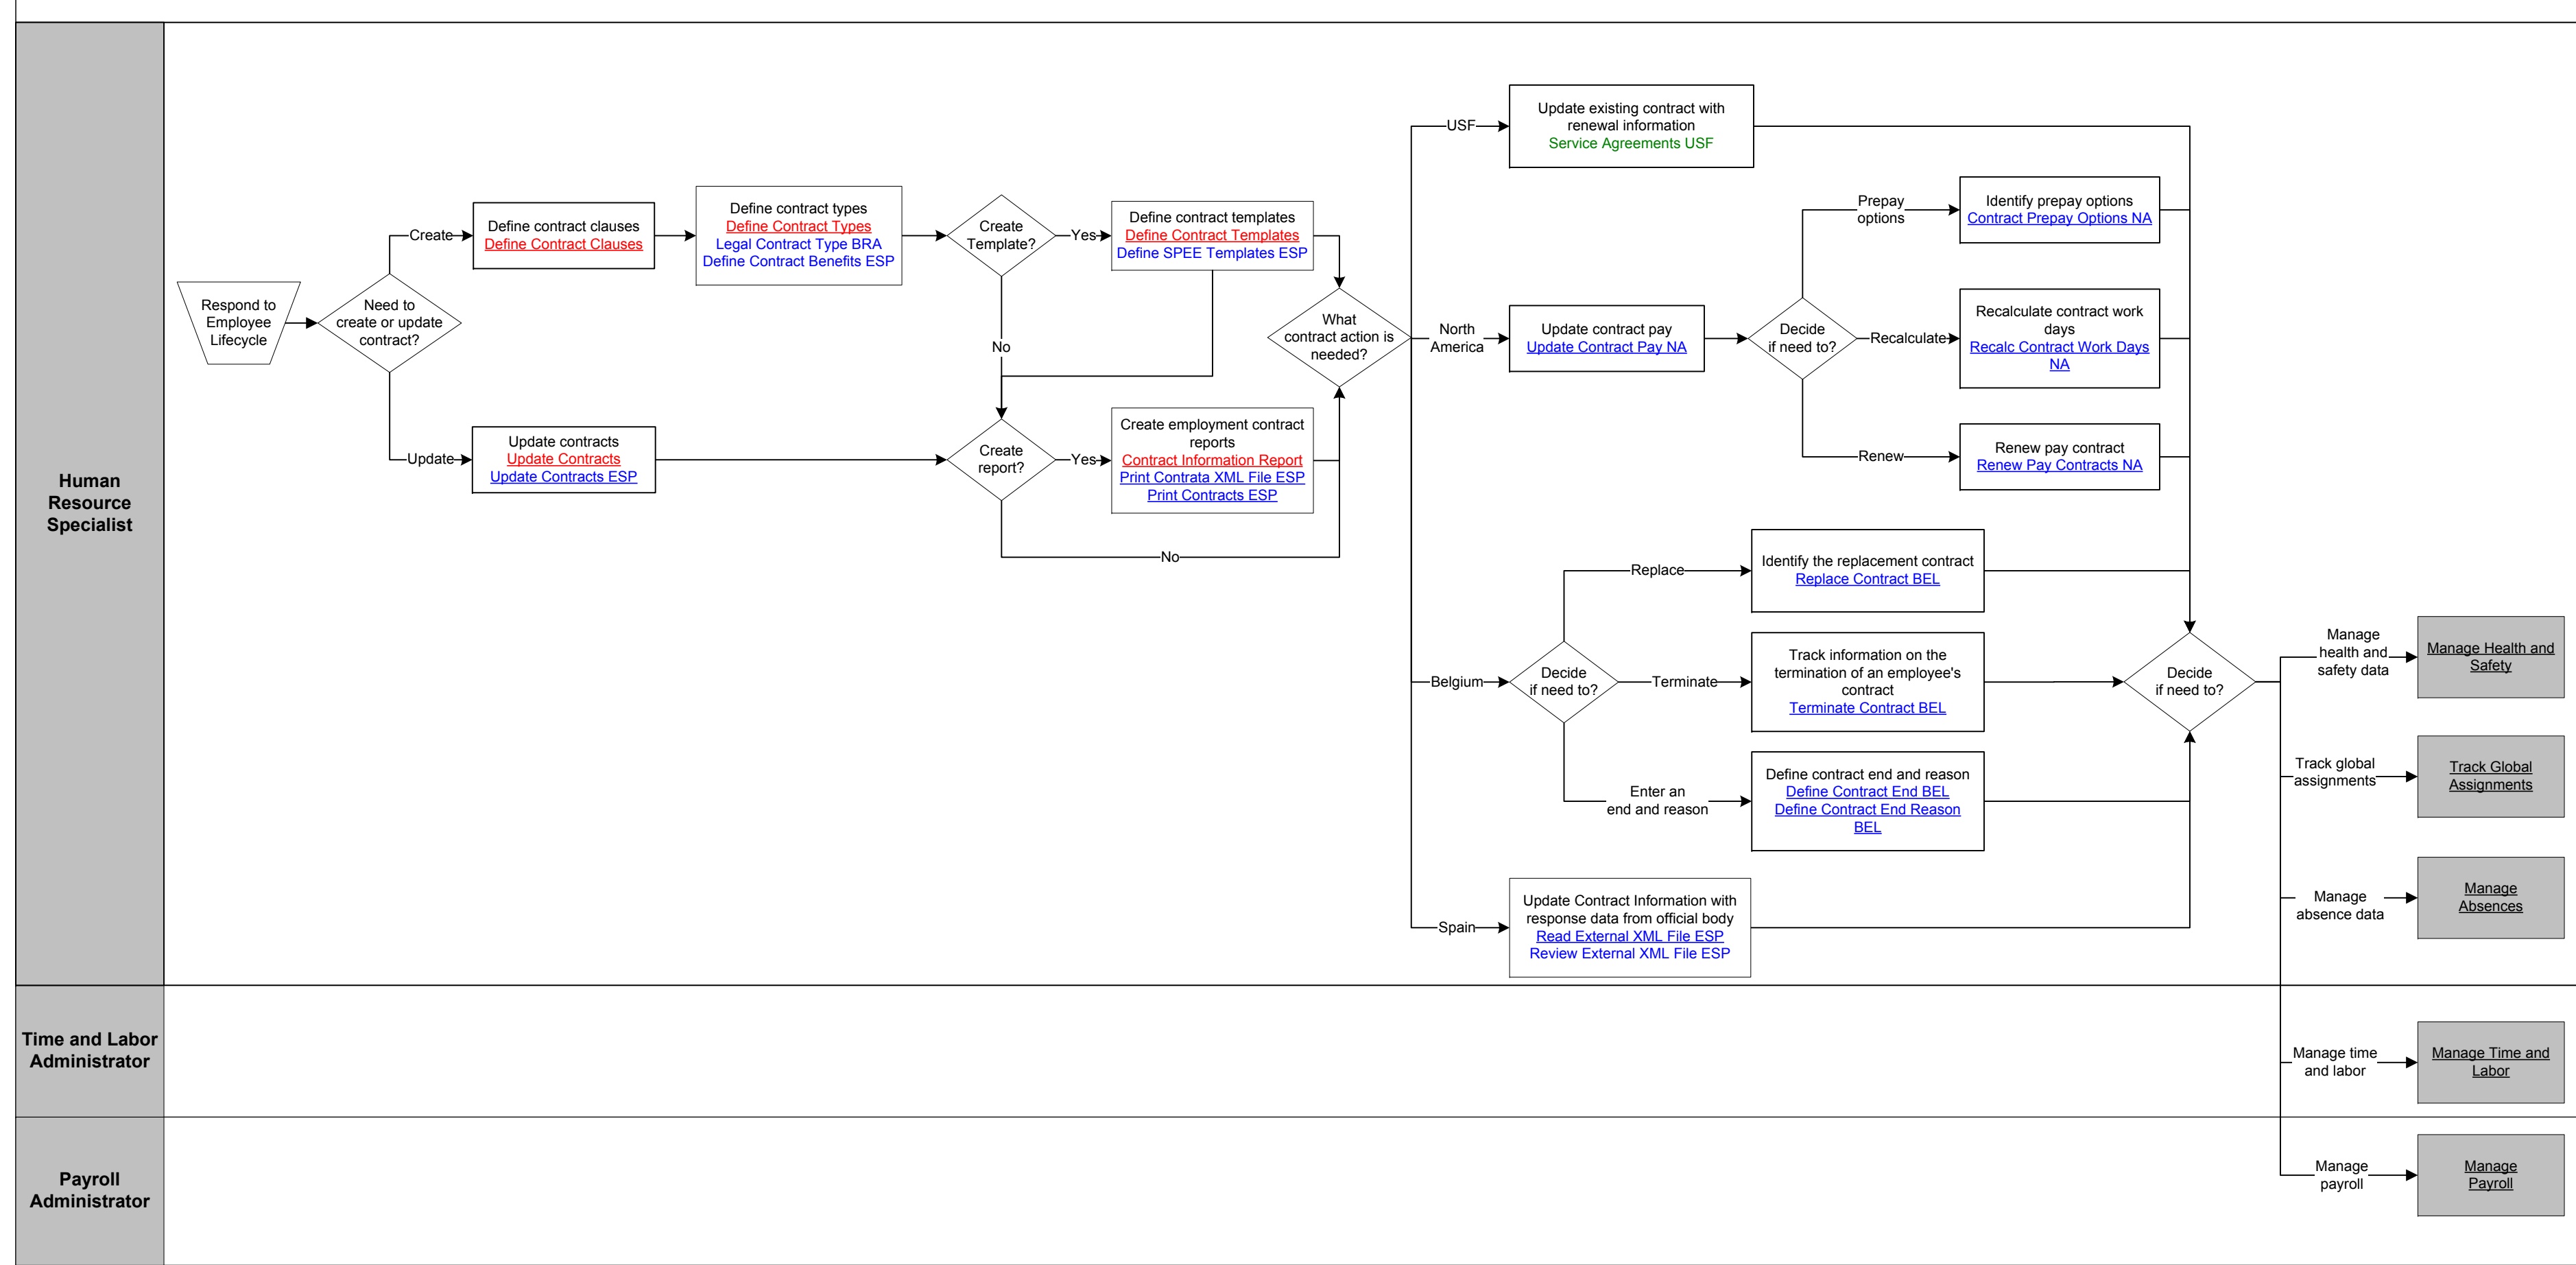 Human
Resource
Specialist
Respond to
Employee
Lifecycle
Need to
create or update
contract?
Create
Define contract clauses
Define Contract Clauses
Define contract types
Define Contract Types
Legal Contract Type BRA
Define Contract Benefits ESP
Create
Template?
Yes
No
Define contract templates
Define Contract Templates
Define SPEE Templates ESP
Update
Update contracts
Update Contracts
Update Contracts ESP
Create
report?
Yes
No
Create employment contract
reports
Contract Information Report
Print Contrata XML File ESP
Print Contracts ESP
What
contract action is
needed?
USF
Update existing contract with
renewal information
Service Agreements USF
North
America
Update contract pay
Update Contract Pay NA
Decide
if need to?
Prepay
options
Identify prepay options
Contract Prepay Options NA
Recalculate
Recalculate contract work
days
Recalc Contract Work Days
NA
Renew
Renew pay contract
Renew Pay Contracts NA
Belgium
Decide
if need to?
Replace
Identify the replacement contract
Replace Contract BEL
Terminate
Track information on the
termination of an employee's
contract
Terminate Contract BEL
Enter an
end and reason
Define contract end and reason
Define Contract End BEL
Define Contract End Reason
BEL
Spain
Update Contract Information with
response data from official body
Read External XML File ESP
Review External XML File ESP
Decide
if need to?
Manage
health and
safety data
Manage Health and
Safety
Track global
assignments
Track Global
Assignments
Manage
absence data
Manage
Absences
Time and Labor
Administrator
Manage time
and labor
Manage Time and
Labor
Payroll
Administrator
Manage
payroll
Manage
Payroll